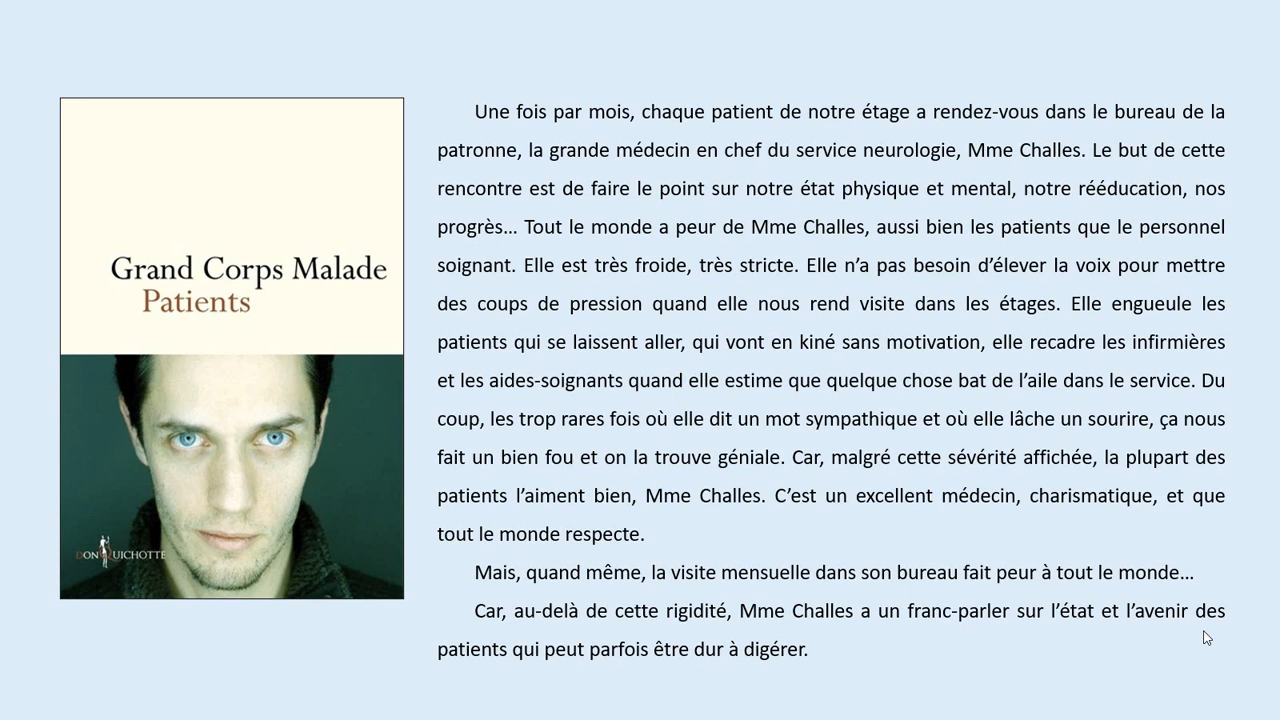 Grand Corps Malade
Patients
DON QUICHOTTE
Une fois par mois, chaque patient de notre étage a rendez-vous dans le bureau de la
patronne, la grande médecin en chef du service neurologie, Mme Challes. Le but de cette
rencontre est de faire le point sur notre état physique et mental, notre rééducation, nos
progrès… Tout le monde a peur de Mme Challes, aussi bien les patients que le personnel
soignant. Elle est très froide, très stricte. Elle n’a pas besoin d’élever la voix pour mettre
des coups de pression quand elle nous rend visite dans les étages. Elle engueule les
patients qui se laissent aller, qui vont en kiné sans motivation, elle recadre les infirmières
et les aides-soignants quand elle estime que quelque chose bat de l’aile dans le service. Du
coup, les trop rares fois où elle dit un mot sympathique et où elle lâche un sourire, ça nous
fait un bien fou et on la trouve géniale. Car, malgré cette sévérité affichée, la plupart des
patients l’aiment bien, Mme Challes. C’est un excellent médecin, charismatique, et que
tout le monde respecte.
Mais, quand même, la visite mensuelle dans son bureau fait peur à tout le monde…
Car, au-delà de cette rigidité, Mme Challes a un franc-parler sur l’état et l’avenir des
patients qui peut parfois être dur à digérer.